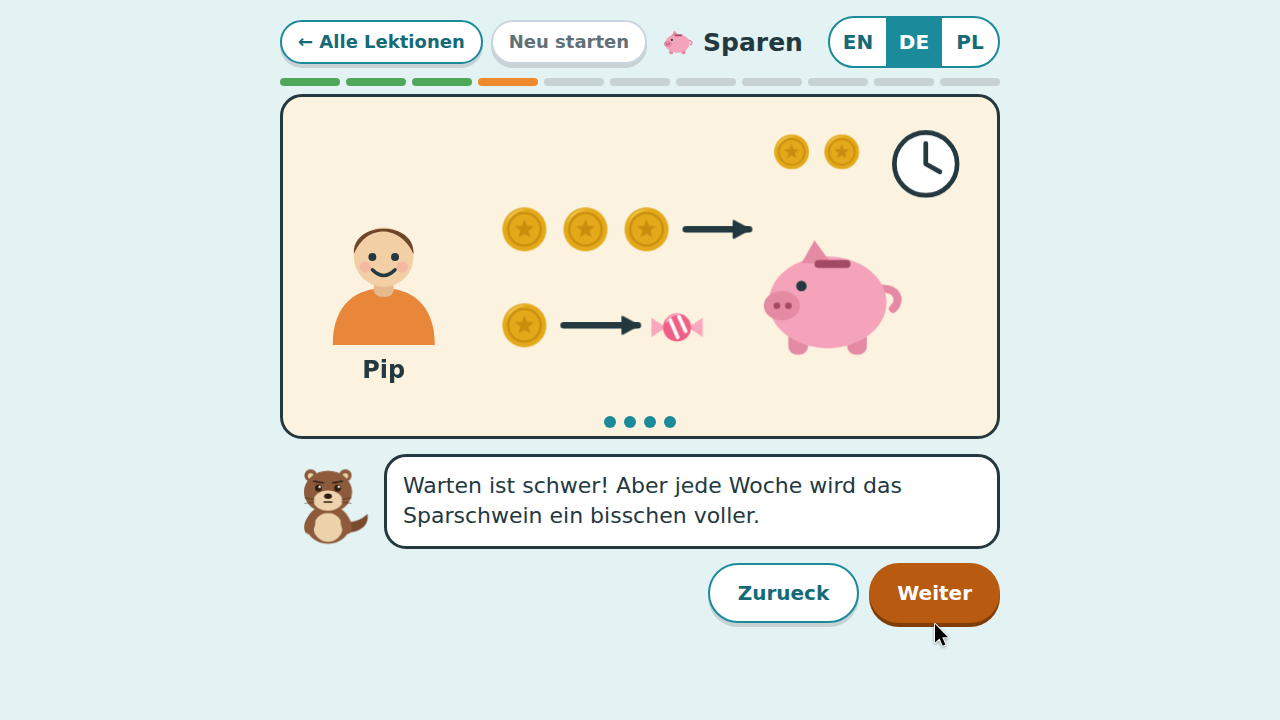 ← Alle Lektionen
Neu starten
Sparen
EN
DE
PL
Pip
Warten ist schwer! Aber jede Woche wird das
Sparschwein ein bisschen voller.
Zurueck
Weiter